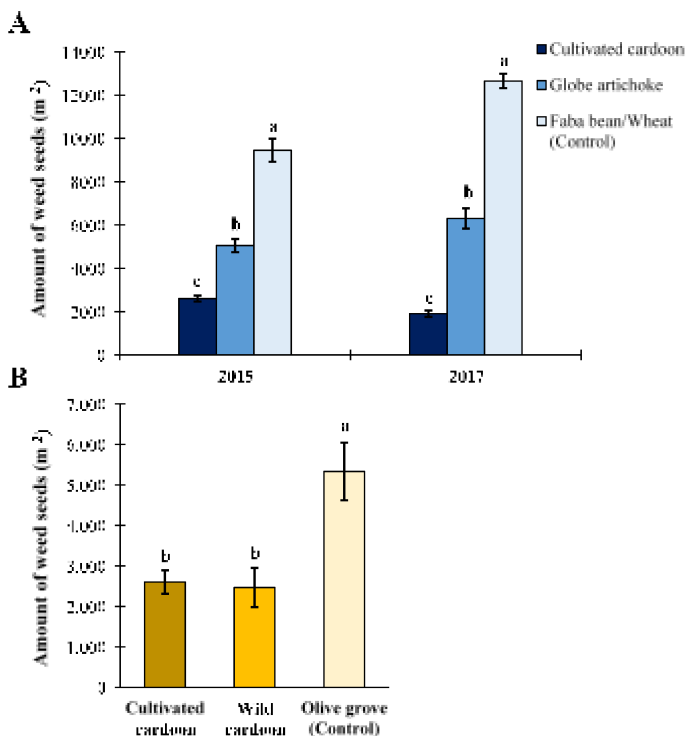 A
Amount of weed seeds (m²)
14000
12000
10000
8000
6000
4000
2000
0
c
b
a
c
b
a
2015
2017
Cultivated cardoon
Globe artichoke
Faba bean/Wheat
(Control)
B
Amount of weed seeds (m²)
7.000
6.000
5.000
4.000
3.000
2.000
1.000
0
b
b
a
Cultivated
cardoon
Wild
cardoon
Olive grove
(Control)